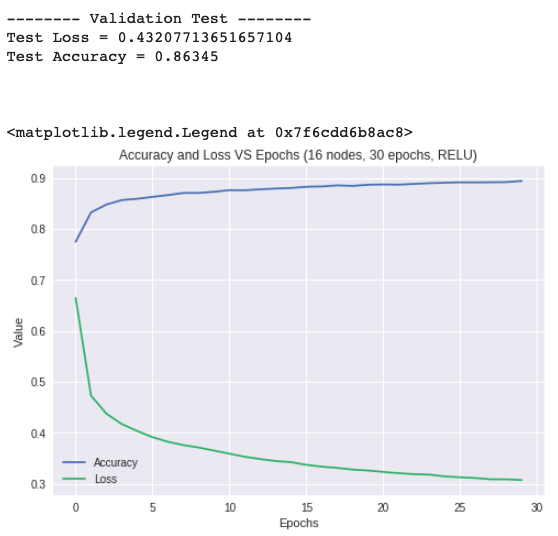 -------- Validation Test --------
Test Loss = 0.43207713651657104
Test Accuracy = 0.86345
<matplotlib.legend.Legend at 0x7f6cdd6b8ac8>
Accuracy and Loss VS Epochs (16 nodes, 30 epochs, RELU)
0.9
0.8
0.7
0.6
0.5
0.4
0.3
Value
Accuracy
Loss
0 5 10 15 20 25 30
Epochs